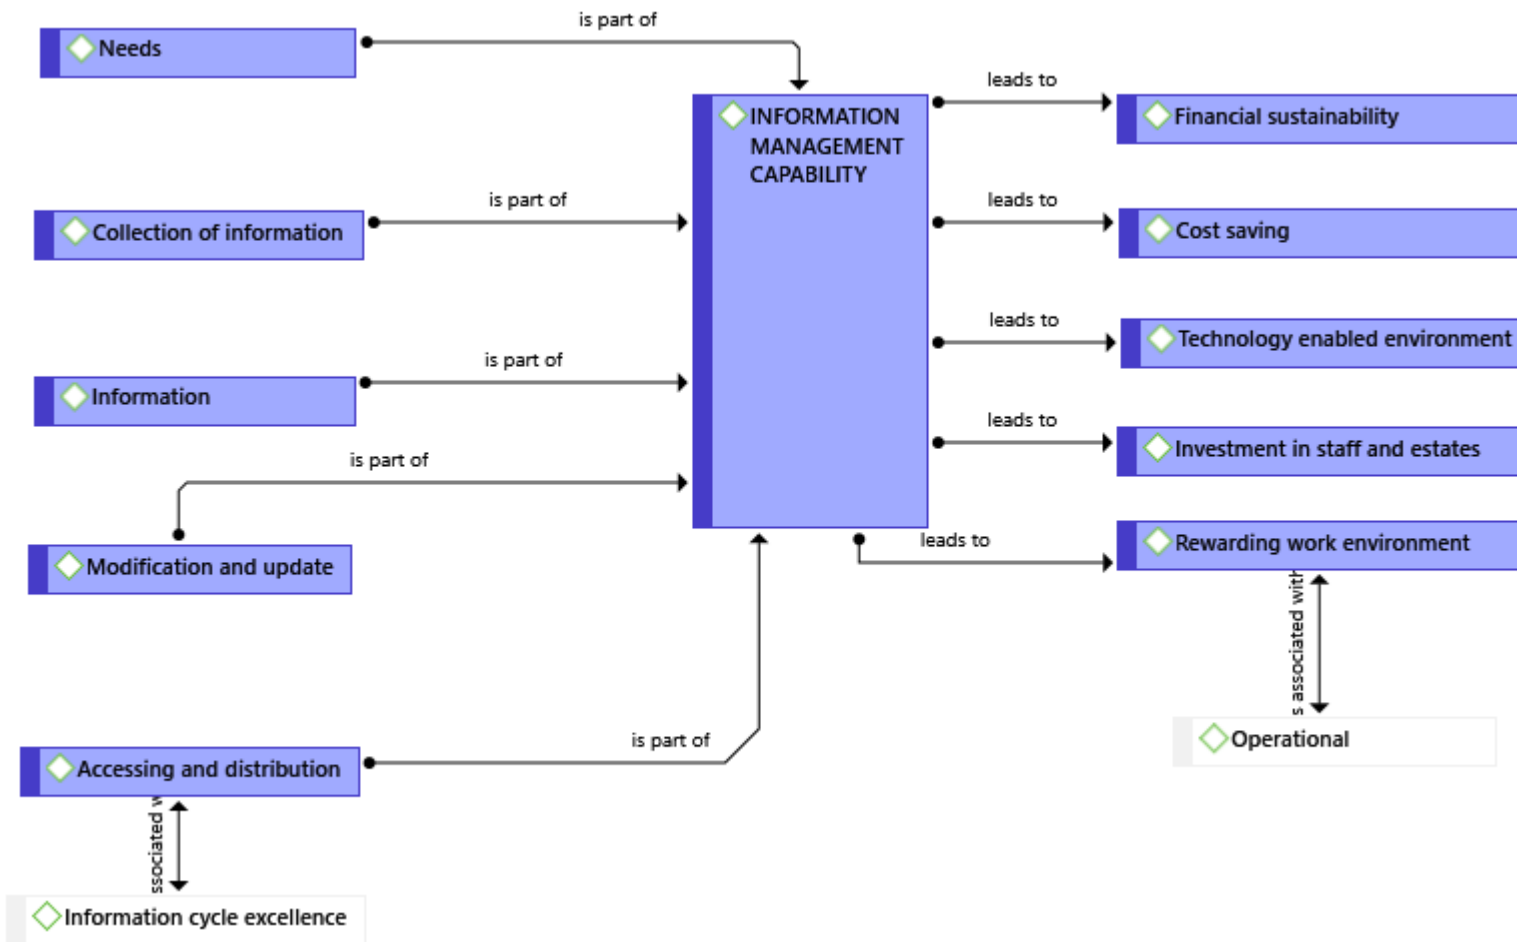 is part of
Needs
leads to
INFORMATION
MANAGEMENT
CAPABILITY
Financial sustainability
is part of
leads to
Collection of information
Cost saving
leads to
Technology enabled environment
is part of
Information
leads to
Investment in staff and estates
is part of
leads to
Rewarding work environment
Modification and update
s associated with
Operational
is part of
Accessing and distribution
ssociated w
Information cycle excellence